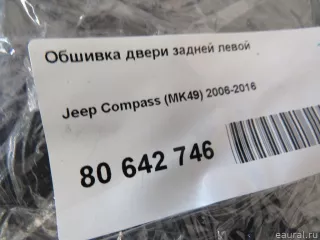 Обшивка двери задней левой
Jeep Compass (MK49) 2006-2016
80 642 746
eaural.ru